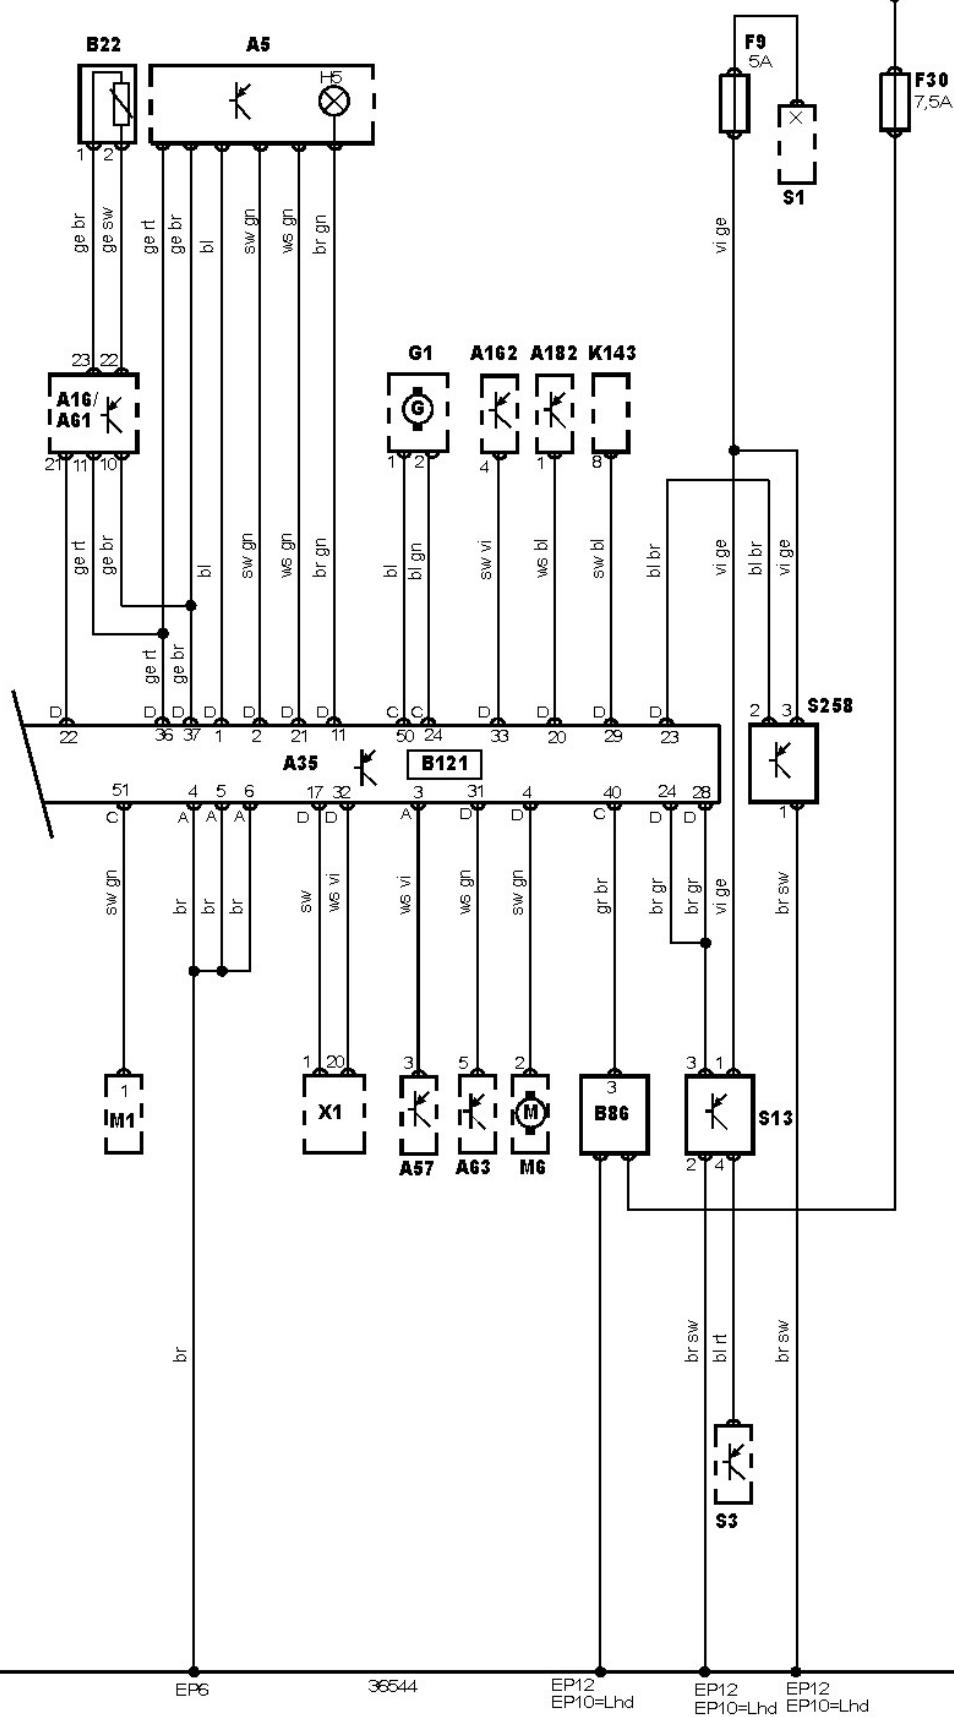 F9
5A
B22
A5
H5
F30
7,5A
X
S1
1 2
ge br
ge sw
ge rt
ge br
bl
sw gn
ws gn
br gn
vi ge
23 22
G1
A162
A182
K143
A16/
A61
G
21 11 10
1 2
4
1
8
ge rt
ge br
bl
sw gn
ws gn
br gn
bl
bl gn
sw vi
ws bl
sw bl
bl br
vi ge
bl br
vi ge
ge rt
ge br
D D D D D D D C C D D D D
2 3
S258
22 36 37 1 2 21 11 50 24 33 20 29 23
A35
B121
51 4 5 6 17 32 3 31 4 40 24 28
C A A A D D A D D C D D
1
sw gn
br
br
br
sw
ws vi
ws vi
ws gn
sw gn
gr br
br gr
br gr
vi ge
br sw
1 20 3 5 2 3 1
1
M1
X1
M
3
B86
S13
A57
A63
M6
2 4
br
br sw
bl rt
br sw
S3
EP6
36544
EP12
EP10=Lhd
EP12
EP10=Lhd
EP12
EP10=Lhd